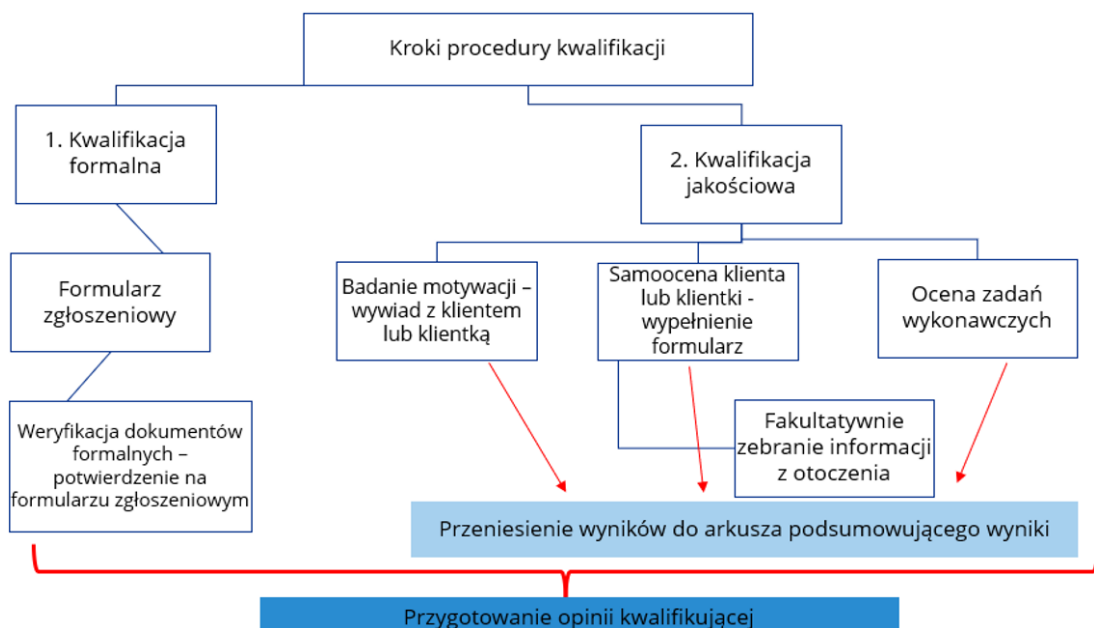 Kroki procedury kwalifikacji
1. Kwalifikacja
formalna
2. Kwalifikacja
jakościowa
Formularz
zgłoszeniowy
Badanie motywacji –
wywiad z klientem
lub klientką
Samoocena klienta
lub klientki -
wypełnienie
formularz
Ocena zadań
wykonawczych
Weryfikacja dokumentów
formalnych –
potwierdzenie na
formularzu zgłoszeniowym
Fakultatywnie
zebranie informacji
z otoczenia
Przeniesienie wyników do arkusza podsumowującego wyniki
Przygotowanie opinii kwalifikującej